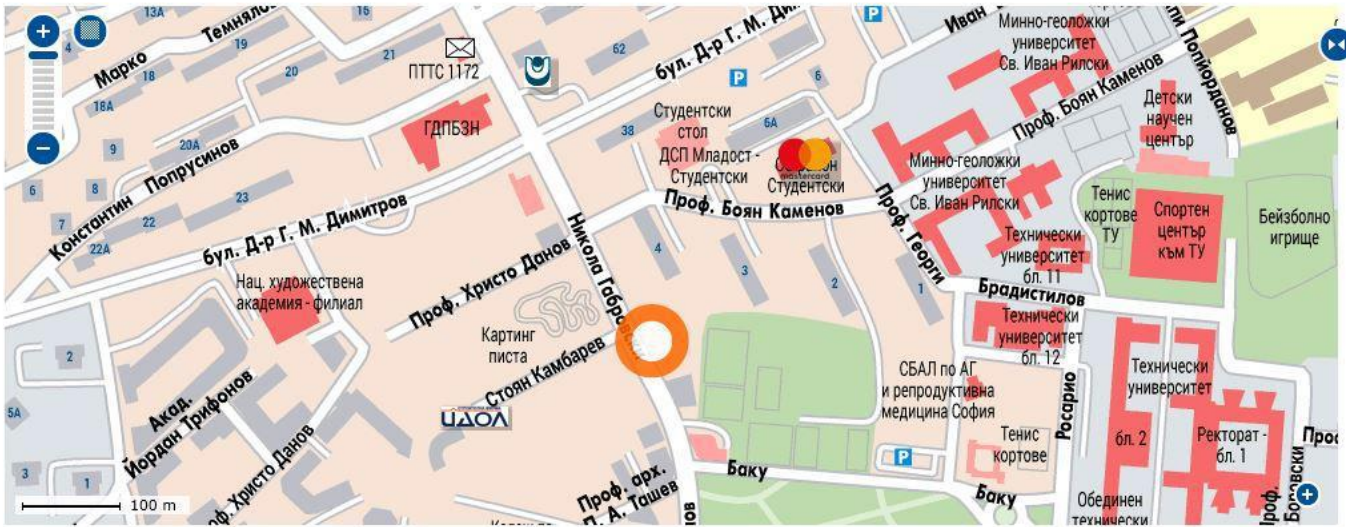 13А
Темнялов
16
4
Марко
18
19
21
62
18А
20
ПТТС 1172
бул. Д-р Г. М. Димитров
6
Иван
Минно-геоложки
университет
Св. Иван Рилски
Проф. Боян Каменов
Попйорданов
Детски
научен
център
ГДПБЗН
38
Студентски
стол
6А
ДСП Младост -
Студентски
mastercard
Студентски
9
20А
Константин Попрусинов
6
8
7
22
23
22А
бул. Д-р Г. М. Димитров
Проф. Боян Каменов
Минно-геоложки
университет
Св. Иван Рилски
Тенис
кортове
ТУ
Спортен
център
към ТУ
Бейзболно
игрище
Проф. Георги
Брадистилов
Технически
университет
бл. 11
Никола Габровски
4
3
2
1
Нац. художествена
академия - филиал
Проф. Христо Данов
Картинг
писта
Стоян Камбарев
Технически
университет
бл. 12
2
5А
3
1
Акад.
Йордан Трифонов
ф. Христо Данов
ИДОЛ
СБАЛ по АГ
и репродуктивна
медицина София
Росарио
Технически
университет
бл. 2
Ректорат -
бл. 1
Тенис
кортове
P
P
P
Баку
Баку
Проф. арх.
П. А. Ташев
Обединен
технически
Проф.
Боровски
100 m